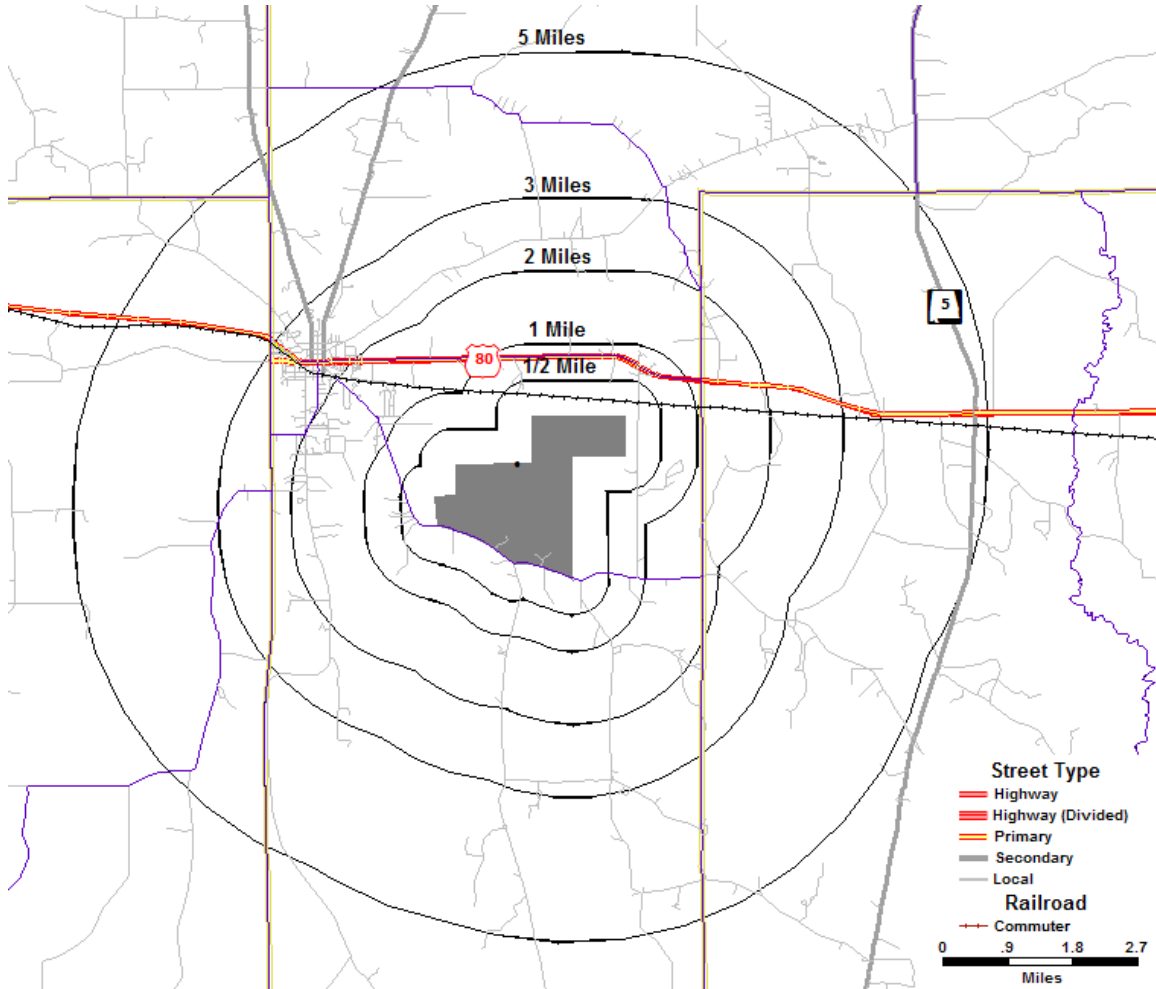 5 Miles
3 Miles
2 Miles
5
1 Mile
80
1/2 Mile
Street Type
Highway
Highway (Divided)
Primary
Secondary
Local
Railroad
Commuter
0 .9 1.8 2.7
Miles